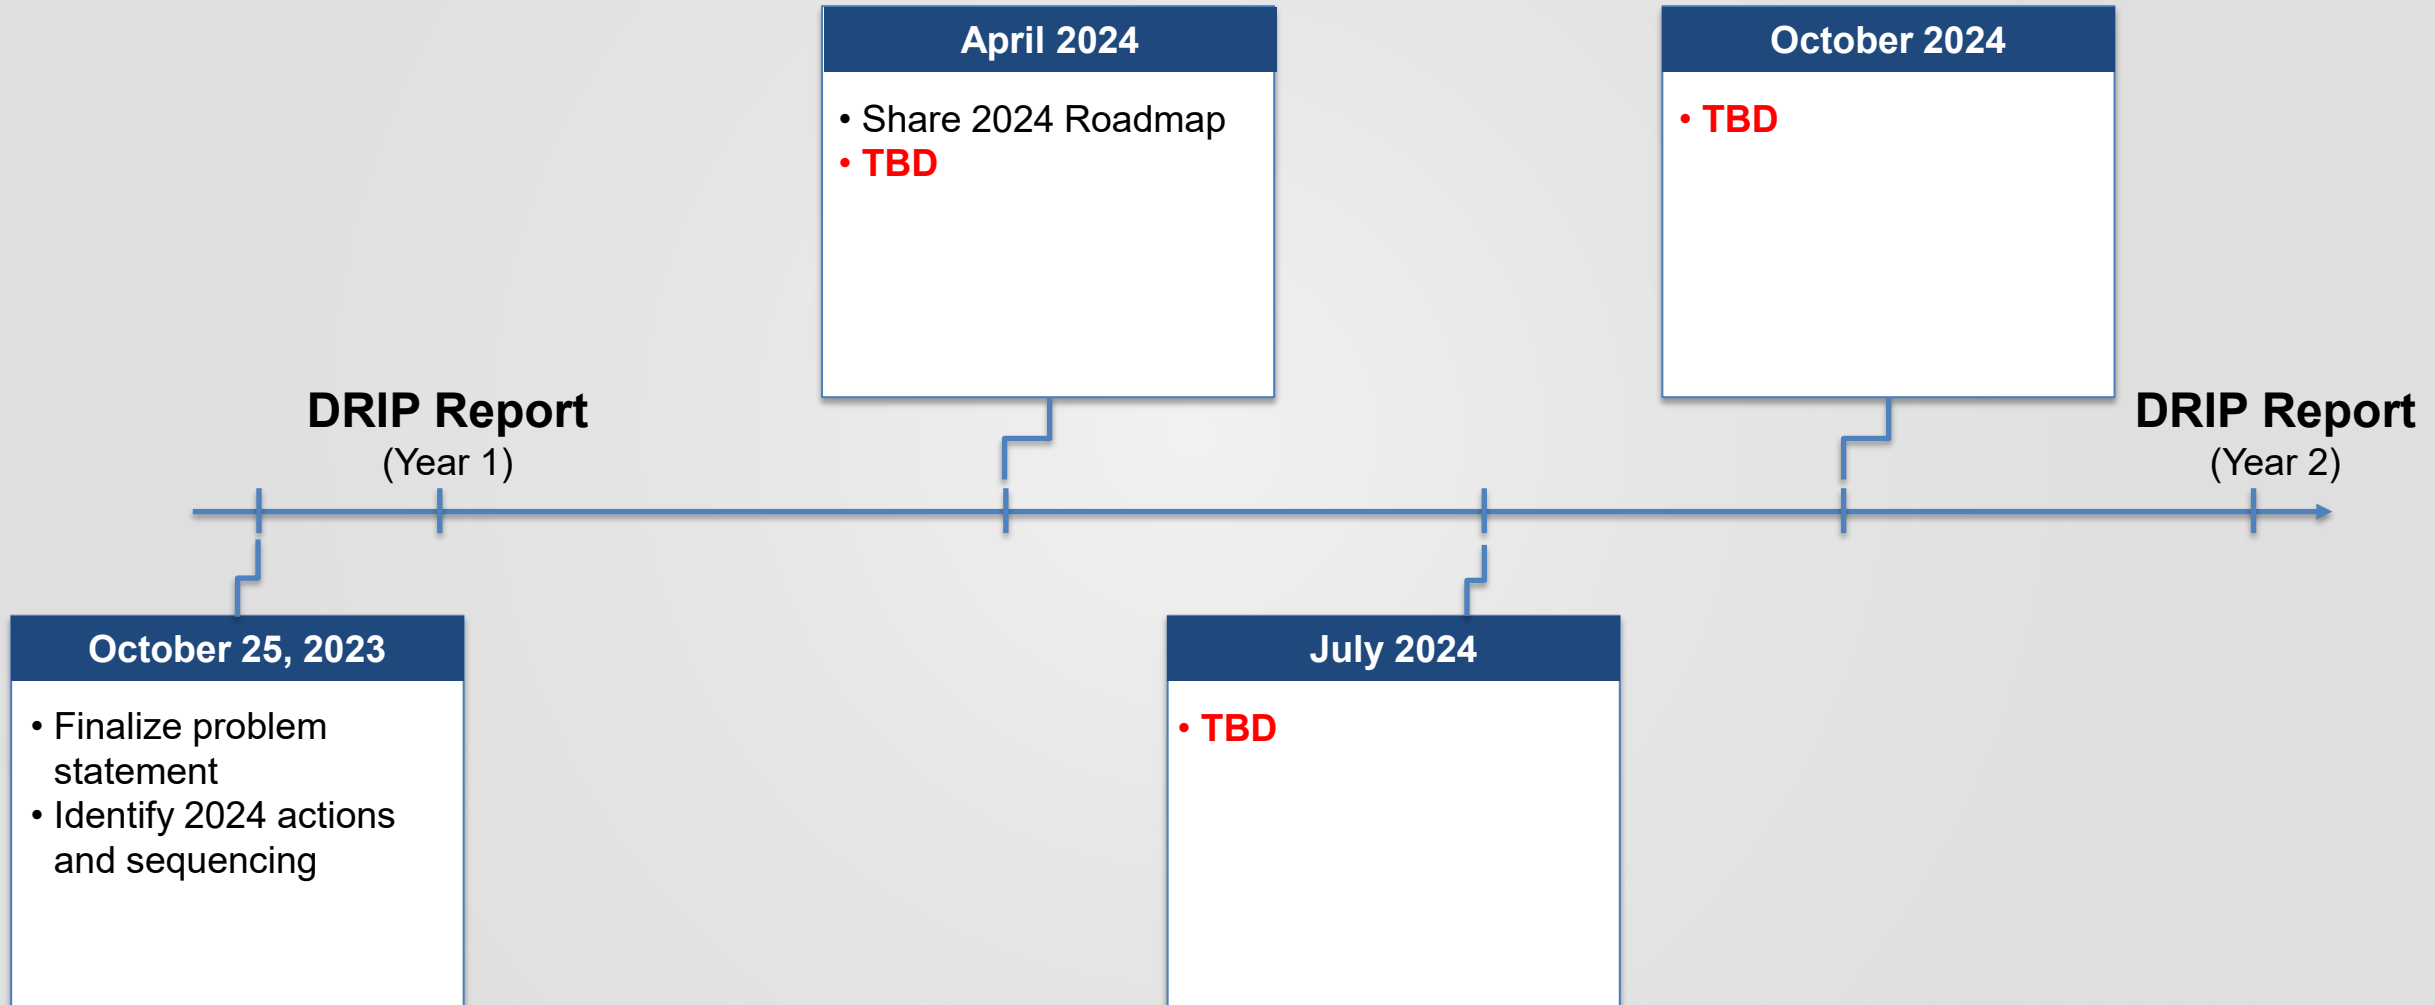 April 2024
• Share 2024 Roadmap
• TBD
October 2024
• TBD
DRIP Report
(Year 1)
DRIP Report
(Year 2)
October 25, 2023
• Finalize problem
statement
• Identify 2024 actions
and sequencing
July 2024
• TBD